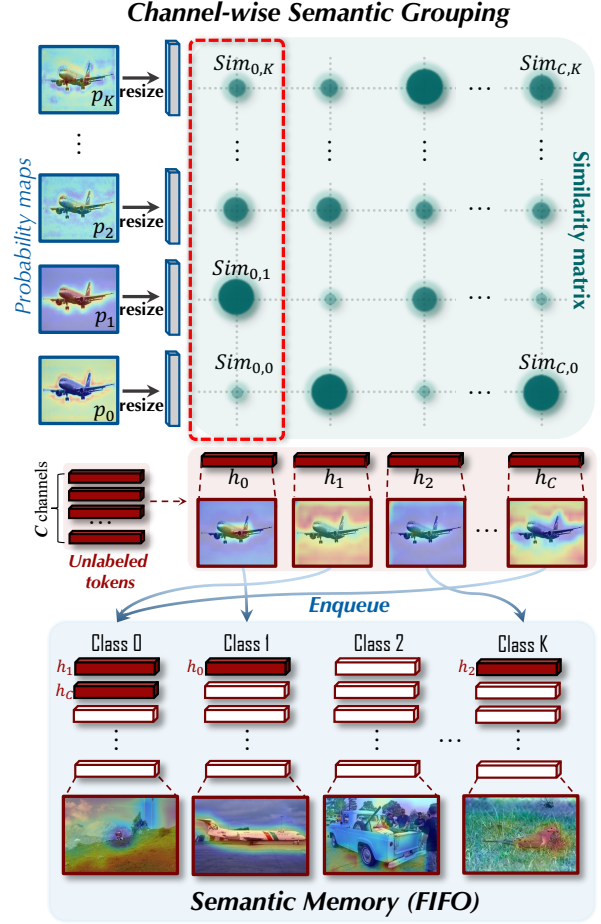 Channel-wise Semantic Grouping
Probability maps
p_K
resize
Sim_{0,K}
Sim_{C,K}
...
⋮
⋮
⋮
⋮
⋮
p_2
resize
...
p_1
resize
Sim_{0,1}
...
p_0
resize
Sim_{0,0}
Sim_{C,0}
...
Similarity matrix
C channels
...
Unlabeled
tokens
h_0
h_1
h_2
h_C
...
Enqueue
Class 0
Class 1
Class 2
Class K
h_1
h_0
h_2
h_C
⋮
⋮
⋮
...
⋮
Semantic Memory (FIFO)